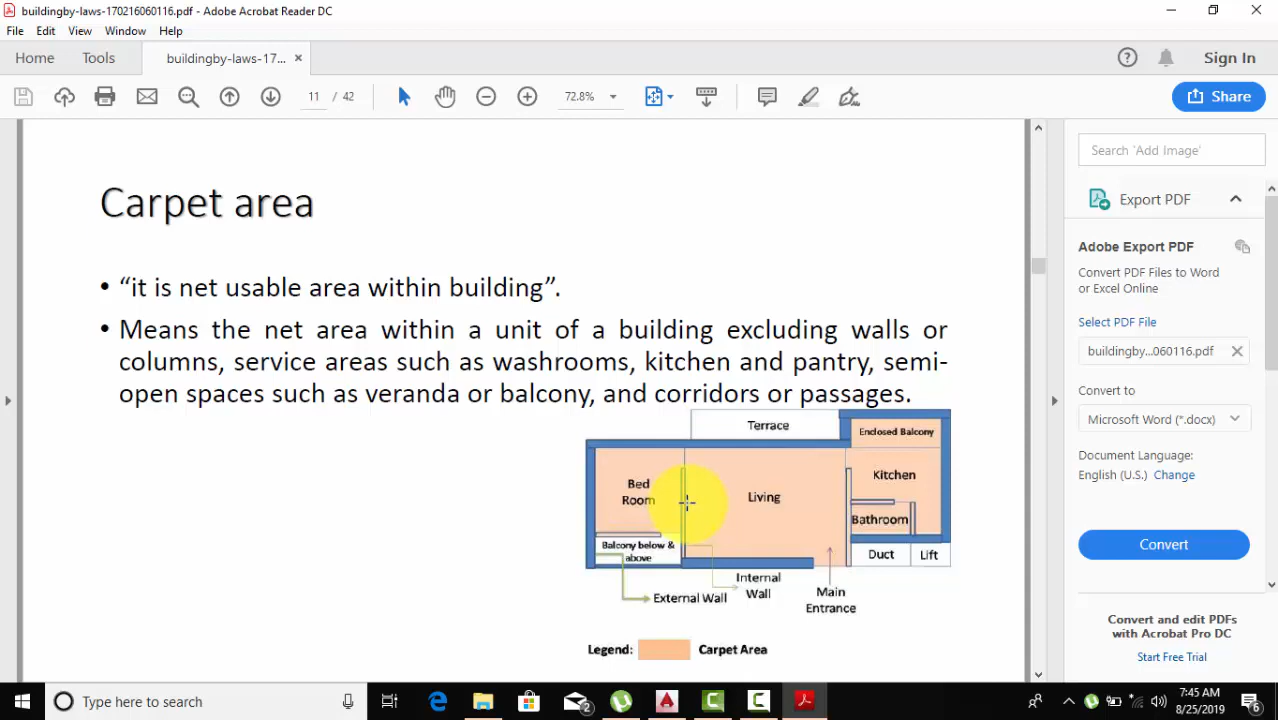 buildingby-laws-170216060116.pdf - Adobe Acrobat Reader DC
File Edit View Window Help
Home Tools buildingby-laws-17... × Sign In
11 / 42 72.8% Share
Carpet area
• “it is net usable area within building”.
• Means the net area within a unit of a building excluding walls or
columns, service areas such as washrooms, kitchen and pantry, semi-
open spaces such as veranda or balcony, and corridors or passages.
Terrace
Enclosed Balcony
Bed
Room
Living
Kitchen
Bathroom
Balcony below &
above
Duct
Lift
External Wall
Internal
Wall
Main
Entrance
Legend: Carpet Area
Search 'Add Image'
Export PDF
Adobe Export PDF
Convert PDF Files to Word
or Excel Online
Select PDF File
buildingby...060116.pdf
Convert to
Microsoft Word (*.docx)
Document Language:
English (U.S.) Change
Convert
Convert and edit PDFs
with Acrobat Pro DC
Start Free Trial
Type here to search
2
7:45 AM
8/25/2019
6